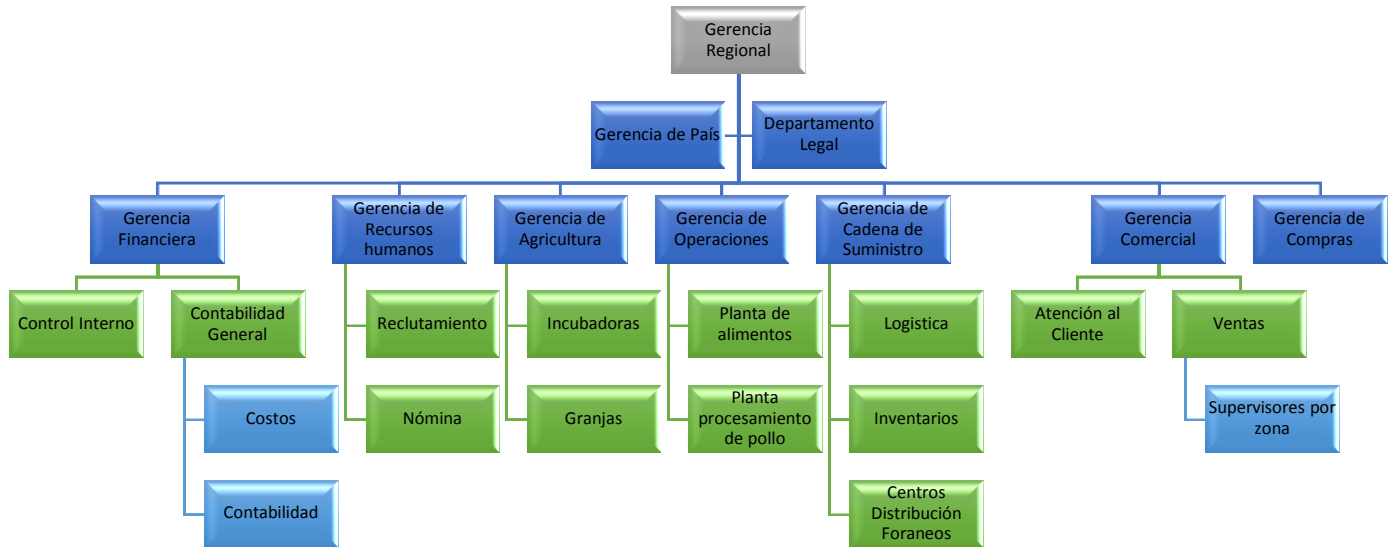 Gerencia
Regional
Gerencia de País
Departamento
Legal
Gerencia
Financiera
Gerencia de
Recursos
humanos
Gerencia de
Agricultura
Gerencia de
Operaciones
Gerencia de
Cadena de
Suministro
Gerencia
Comercial
Gerencia de
Compras
Control Interno
Contabilidad
General
Reclutamiento
Incubadoras
Planta de
alimentos
Logistica
Atención al
Cliente
Ventas
Costos
Nómina
Granjas
Planta
procesamiento
de pollo
Inventarios
Supervisores por
zona
Contabilidad
Centros
Distribución
Foraneos